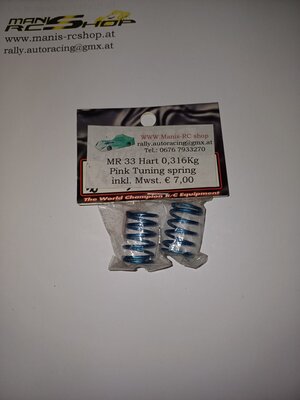 MANIS
RC SHOP
www.manis-rcshop.at
rally.autoracing@gmx.at
WWW.Manis-RC shop
rally.autoracing@gmx.at
Tel.: 0676 7933270
MR 33 Hart 0,316Kg
Pink Tuning spring
inkl. Mwst. € 7,00
The World Champion R/C Equipment